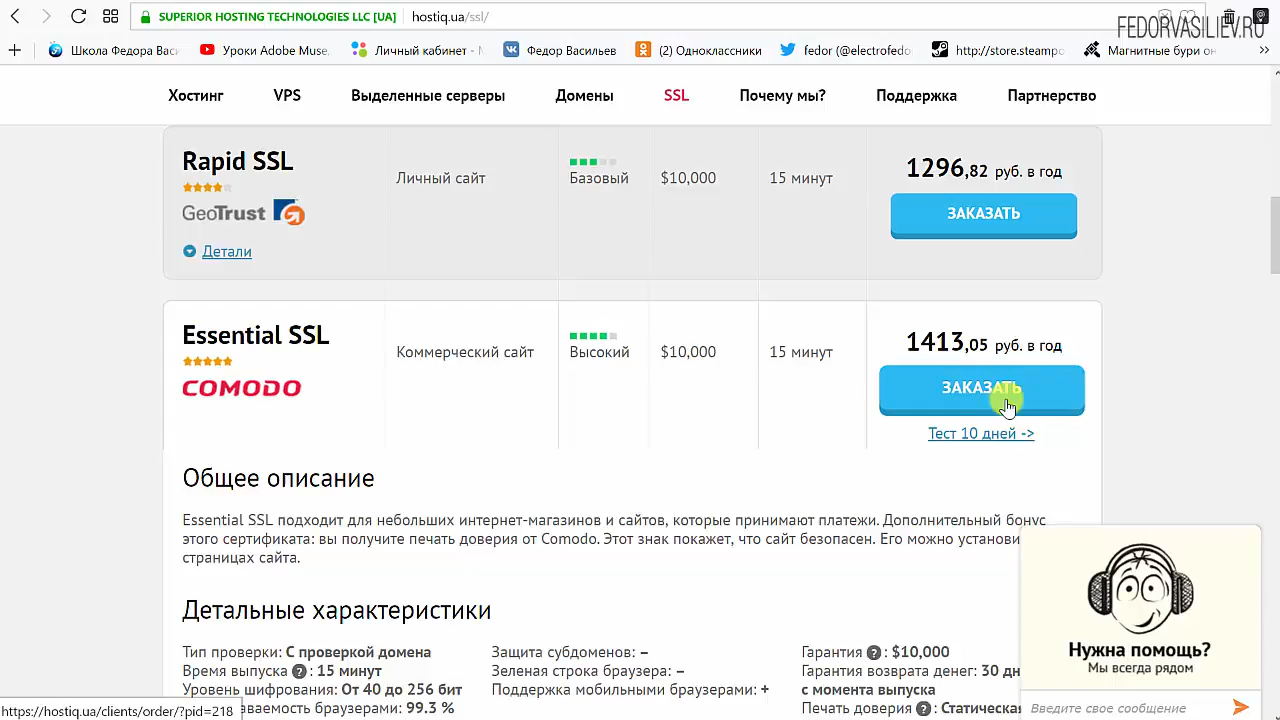 SUPERIOR HOSTING TECHNOLOGIES LLC [UA] hostiq.ua/ssl/
FEDORVASILIEV.RU
Школа Федора Вас Уроки Adobe Muse, Личный кабинет - Федор Васильев (2) Одноклассники fedor (@electrofedo http://store.steampo Магнитные бури он
Хостинг VPS Выделенные серверы Домены SSL Почему мы? Поддержка Партнерство
Rapid SSL
GeoTrust
Детали
Личный сайт
Базовый
$10,000
15 минут
1296,82 руб. в год
ЗАКАЗАТЬ
Essential SSL
COMODO
Коммерческий сайт
Высокий
$10,000
15 минут
1413,05 руб. в год
ЗАКАЗАТЬ
Тест 10 дней ->
Общее описание
Essential SSL подходит для небольших интернет-магазинов и сайтов, которые принимают платежи. Дополнительный бонус
этого сертификата: вы получите печать доверия от Comodo. Этот знак покажет, что сайт безопасен. Его можно установи
страницах сайта.
Детальные характеристики
Тип проверки: С проверкой домена
Время выпуска ? : 15 минут
Уровень шифрования: От 40 до 256 бит
аваемость браузерами: 99.3 %
Защита субдоменов: –
Зеленая строка браузера: –
Поддержка мобильными браузерами: +
Гарантия ? : $10,000
Гарантия возврата денег: 30 дн
с момента выпуска
Печать доверия ? : Статическая
Нужна помощь?
Мы всегда рядом
Введите свое сообщение
https://hostiq.ua/clients/order/?pid=218